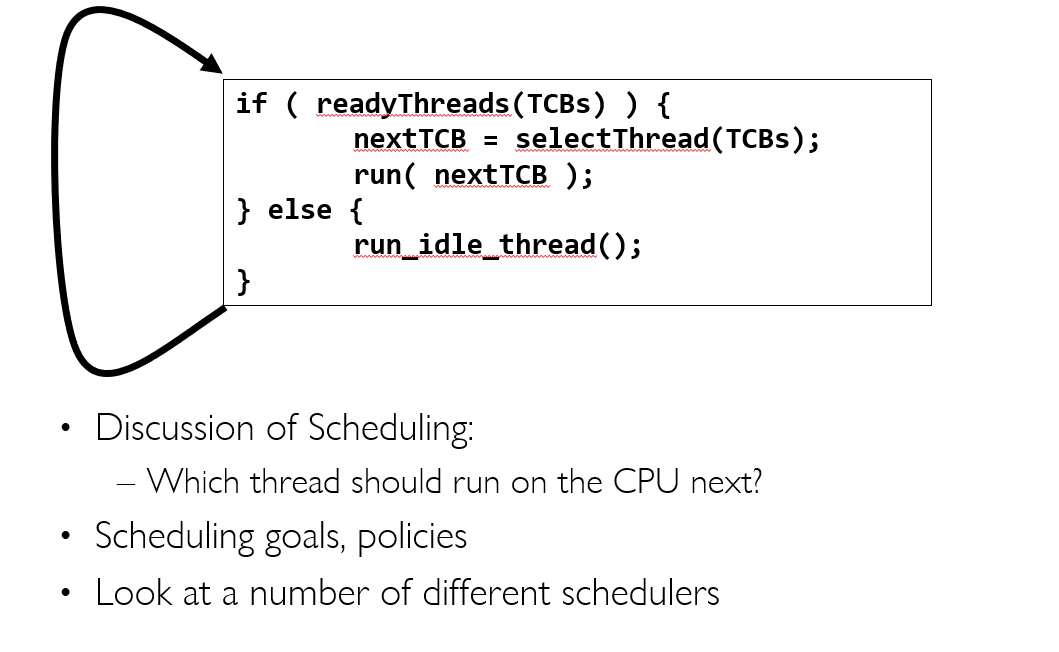 if ( readyThreads(TCBs) ) {
nextTCB = selectThread(TCBs);
run( nextTCB );
} else {
run_idle_thread();
}
• Discussion of Scheduling:
– Which thread should run on the CPU next?
• Scheduling goals, policies
• Look at a number of different schedulers